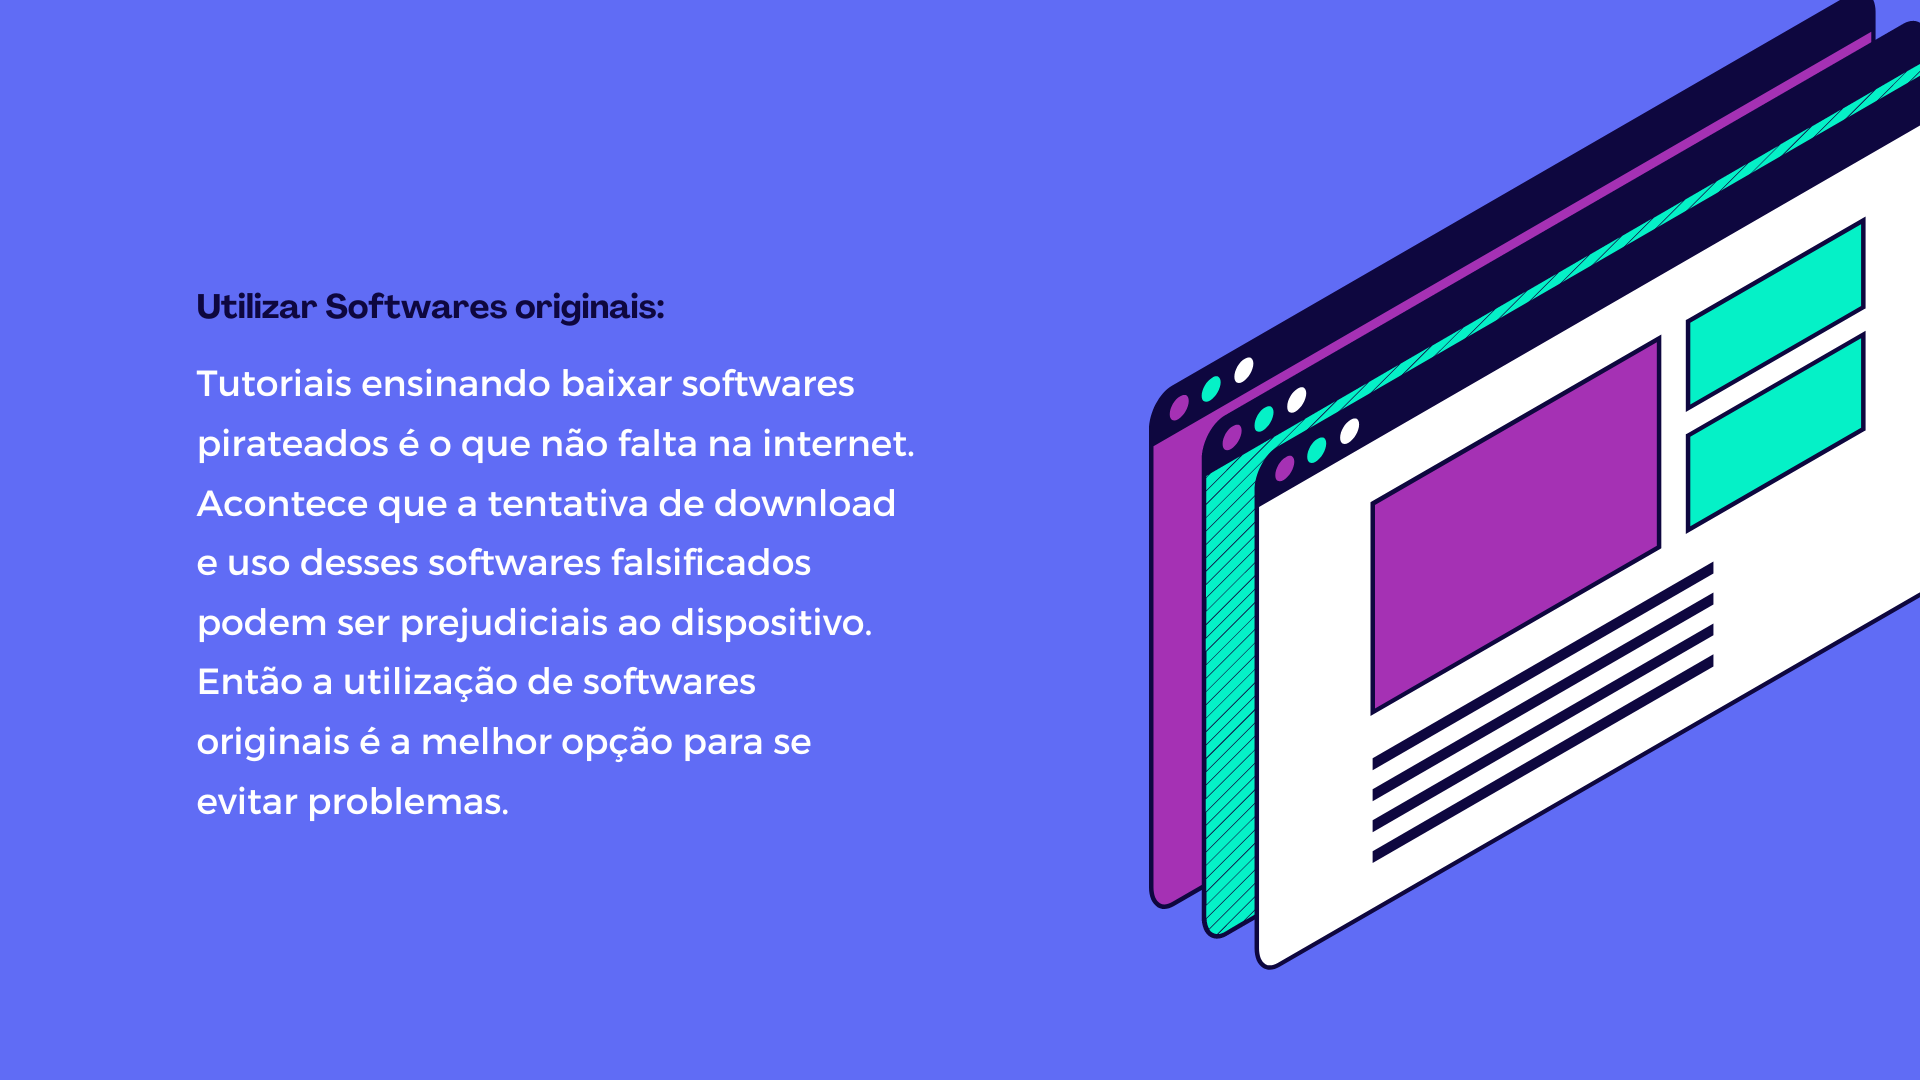 Utilizar Softwares originais:
Tutoriais ensinando baixar softwares
pirateados é o que não falta na internet.
Acontece que a tentativa de download
e uso desses softwares falsificados
podem ser prejudiciais ao dispositivo.
Então a utilização de softwares
originais é a melhor opção para se
evitar problemas.